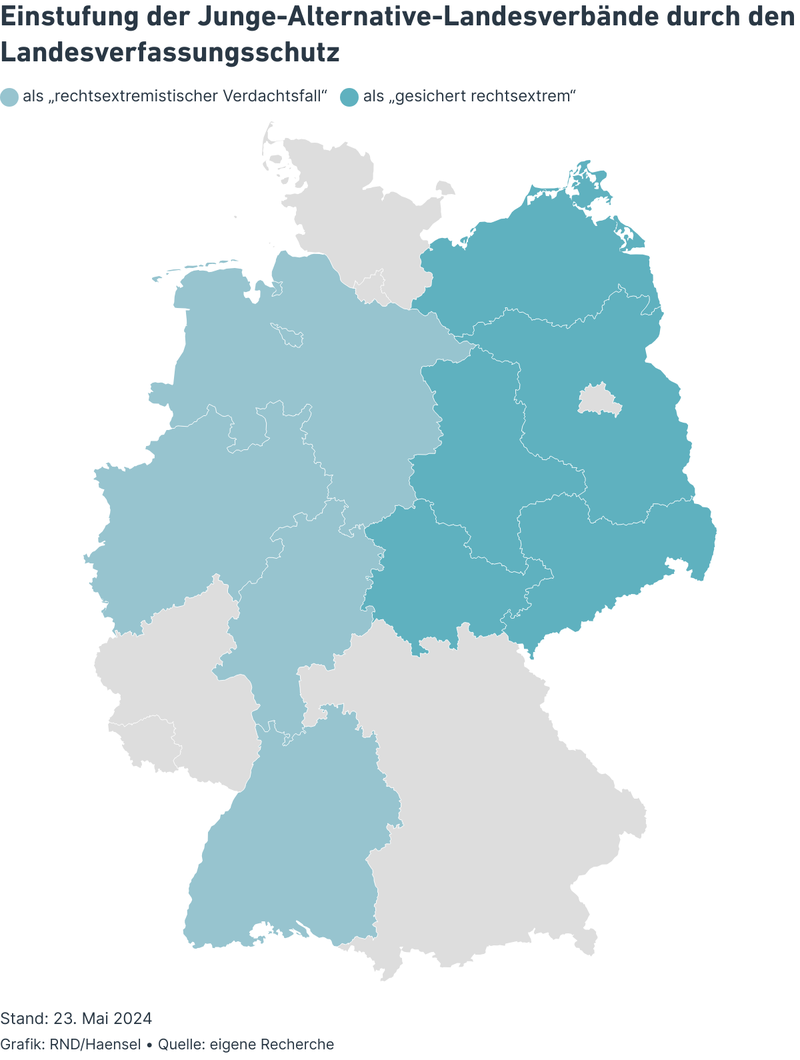 Einstufung der Junge-Alternative-Landesverbände durch den
Landesverfassungsschutz
als „rechtsextremistischer Verdachtsfall“ als „gesichert rechtsextrem“
Stand: 23. Mai 2024
Grafik: RND/Haensel • Quelle: eigene Recherche